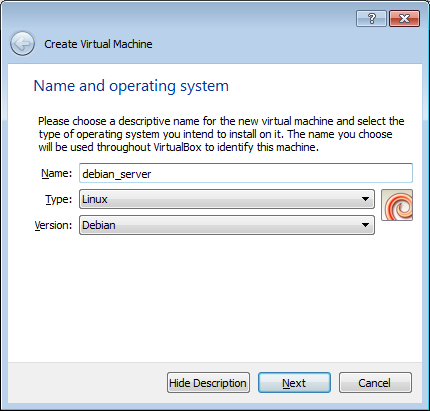 ?
Create Virtual Machine
Name and operating system
Please choose a descriptive name for the new virtual machine and select the
type of operating system you intend to install on it. The name you choose
will be used throughout VirtualBox to identify this machine.
Name: debian_server
Type: Linux
Version: Debian
Hide Description Next Cancel